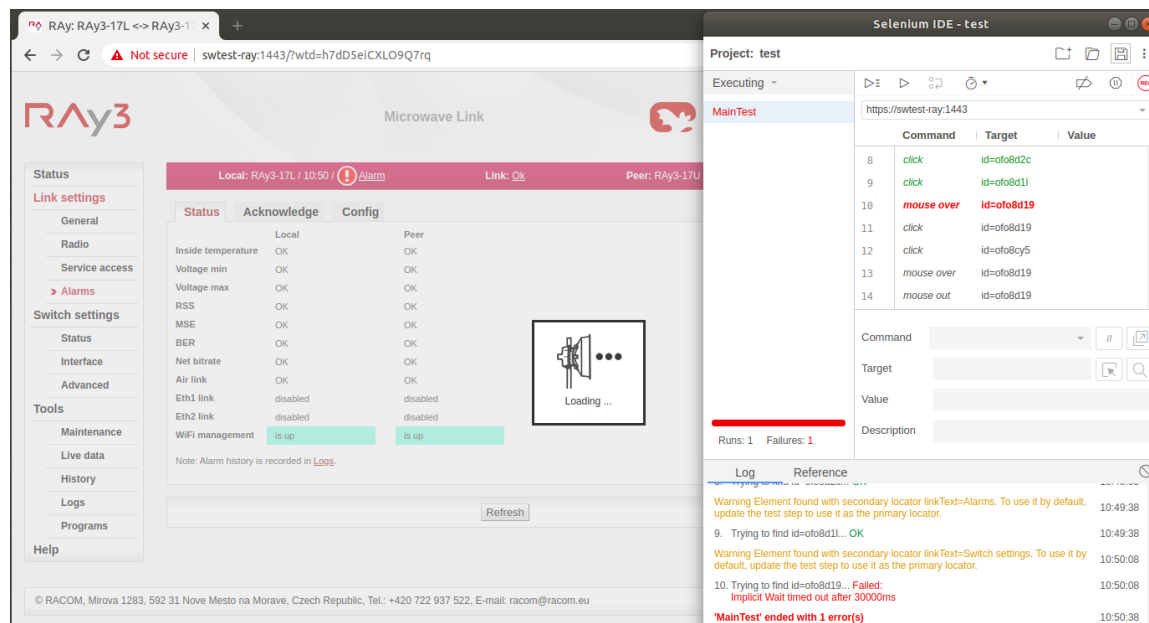 RAy: RAy3-17L <-> RAy3-17
Selenium IDE - test
Not secure | swtest-ray:1443/?wtd=h7dD5eiCXLO9Q7rq
Project: test
Executing
REC
RAy3
Microwave Link
MainTest
https://swtest-ray:1443
Command Target Value
8 click id=ofo8d2c
9 click id=ofo8d1l
10 mouse over id=ofo8d19
11 click id=ofo8d19
12 click id=ofo8cy5
13 mouse over id=ofo8d19
14 mouse out id=ofo8d19
Command
//
Target
Value
Description
Runs: 1 Failures: 1
Status
Link settings
General
Radio
Service access
Alarms
Switch settings
Status
Interface
Advanced
Tools
Maintenance
Live data
History
Logs
Programs
Help
Local: RAy3-17L / 10:50 / ! Alarm Link: Ok Peer: RAy3-17U
Status Acknowledge Config
Local Peer
Inside temperature OK OK
Voltage min OK OK
Voltage max OK OK
RSS OK OK
MSE OK OK
BER OK OK
Net bitrate OK OK
Air link OK OK
Eth1 link disabled disabled
Eth2 link disabled disabled
WiFi management is up is up
Note: Alarm history is recorded in Logs.
Loading ...
Refresh
© RACOM, Mirova 1283, 592 31 Nove Mesto na Morave, Czech Republic, Tel.: +420 722 937 522, E-mail: racom@racom.eu
Log Reference
Warning Element found with secondary locator linkText=Alarms. To use it by default, 10:49:38
update the test step to use it as the primary locator.
9. Trying to find id=ofo8d1l... OK 10:49:38
Warning Element found with secondary locator linkText=Switch settings. To use it by 10:50:08
default, update the test step to use it as the primary locator.
10. Trying to find id=ofo8d19... Failed: 10:50:08
Implicit Wait timed out after 30000ms
'MainTest' ended with 1 error(s) 10:50:38